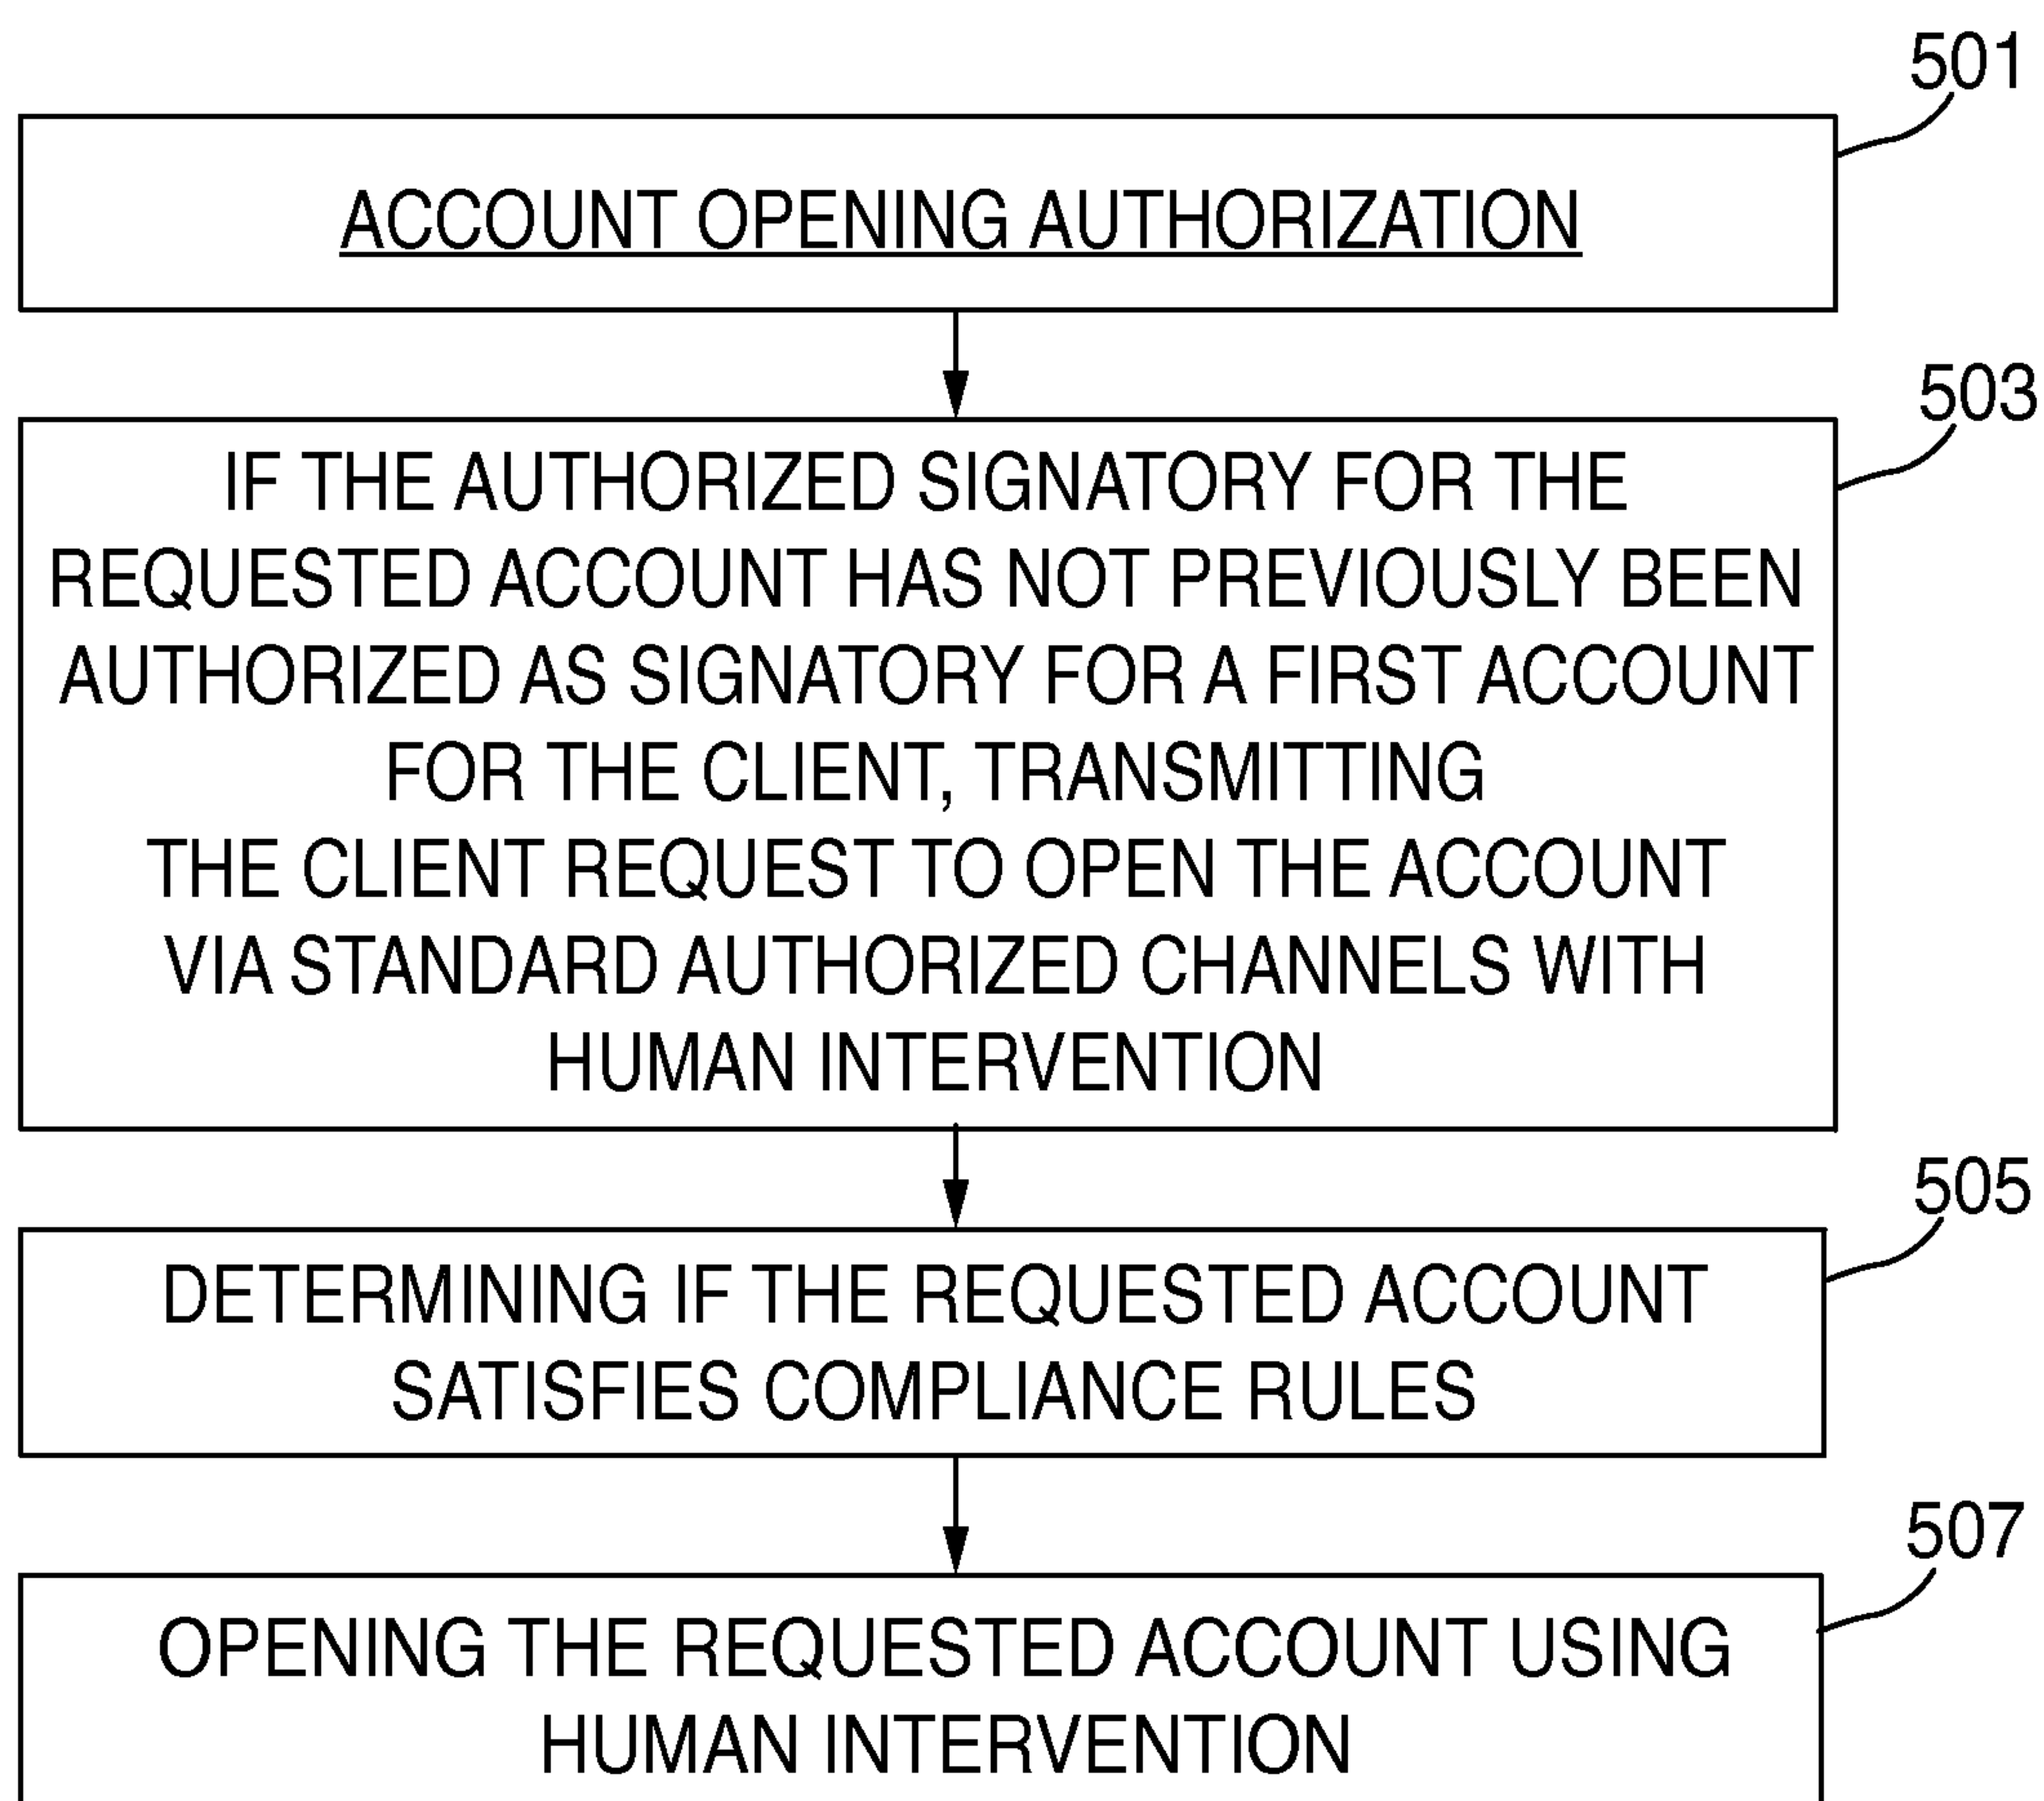 501
ACCOUNT OPENING AUTHORIZATION
503
IF THE AUTHORIZED SIGNATORY FOR THE
REQUESTED ACCOUNT HAS NOT PREVIOUSLY BEEN
AUTHORIZED AS SIGNATORY FOR A FIRST ACCOUNT
FOR THE CLIENT, TRANSMITTING
THE CLIENT REQUEST TO OPEN THE ACCOUNT
VIA STANDARD AUTHORIZED CHANNELS WITH
HUMAN INTERVENTION
505
DETERMINING IF THE REQUESTED ACCOUNT
SATISFIES COMPLIANCE RULES
507
OPENING THE REQUESTED ACCOUNT USING
HUMAN INTERVENTION